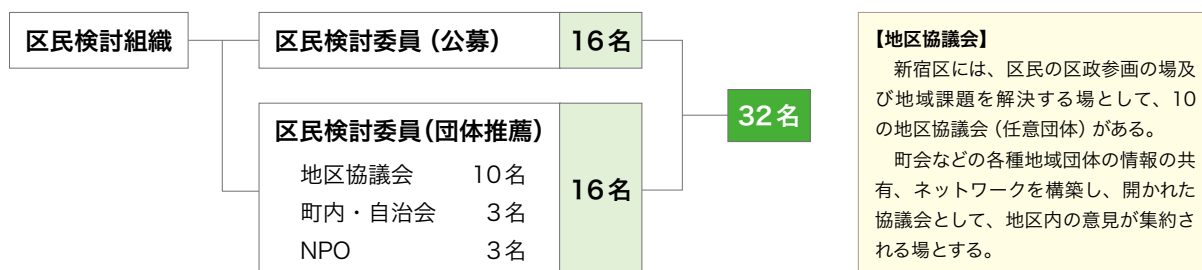 区民検討組織
区民検討委員（公募）
16名
区民検討委員（団体推薦）
地区協議会 10名
町内・自治会 3名
NPO 3名
16名
32名
【地区協議会】
新宿区には、区民の区政参画の場及
び地域課題を解決する場として、10
の地区協議会（任意団体）がある。
町会などの各種地域団体の情報の共
有、ネットワークを構築し、開かれた
協議会として、地区内の意見が集約さ
れる場とする。